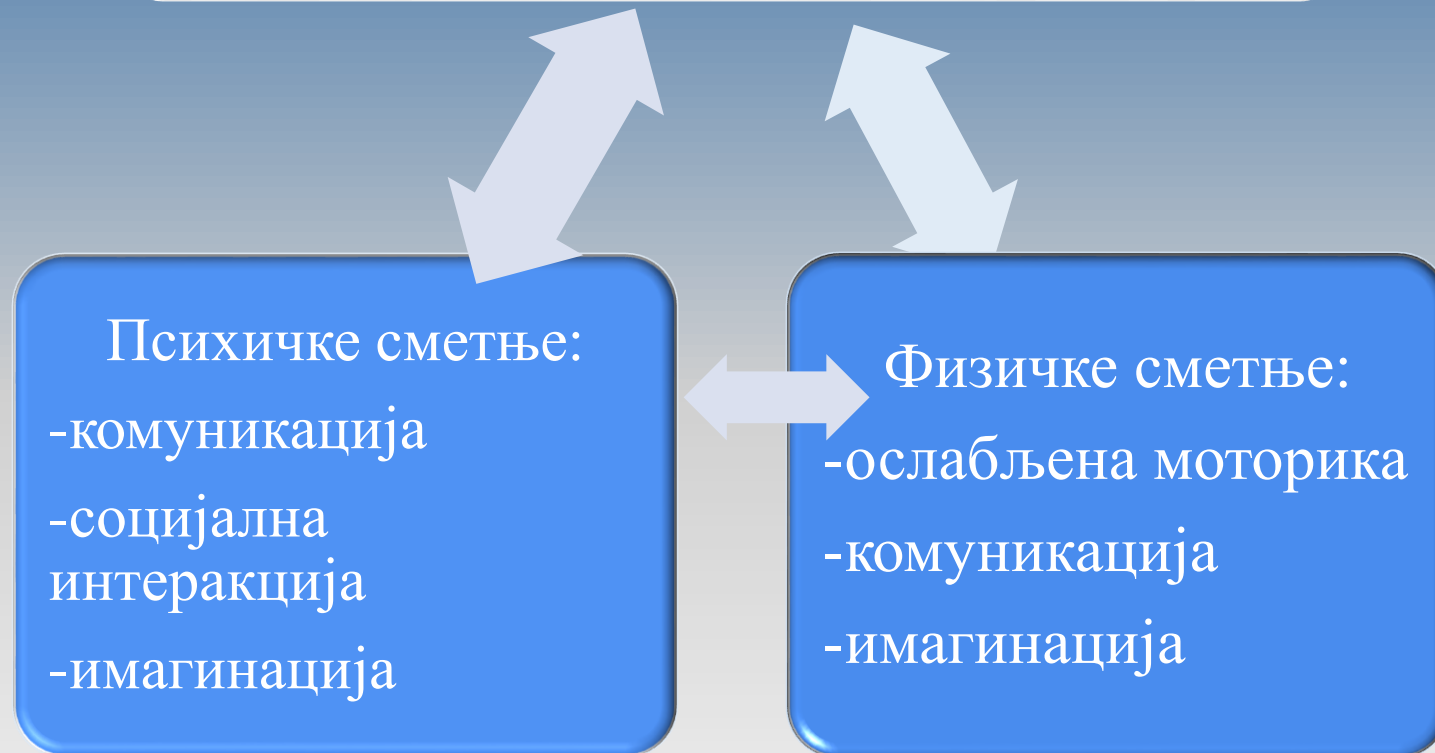 Психичке сметње:
-комуникација
-социјална
интеракција
-имагинација
Физичке сметње:
-ослабљена моторика
-комуникација
-имагинација